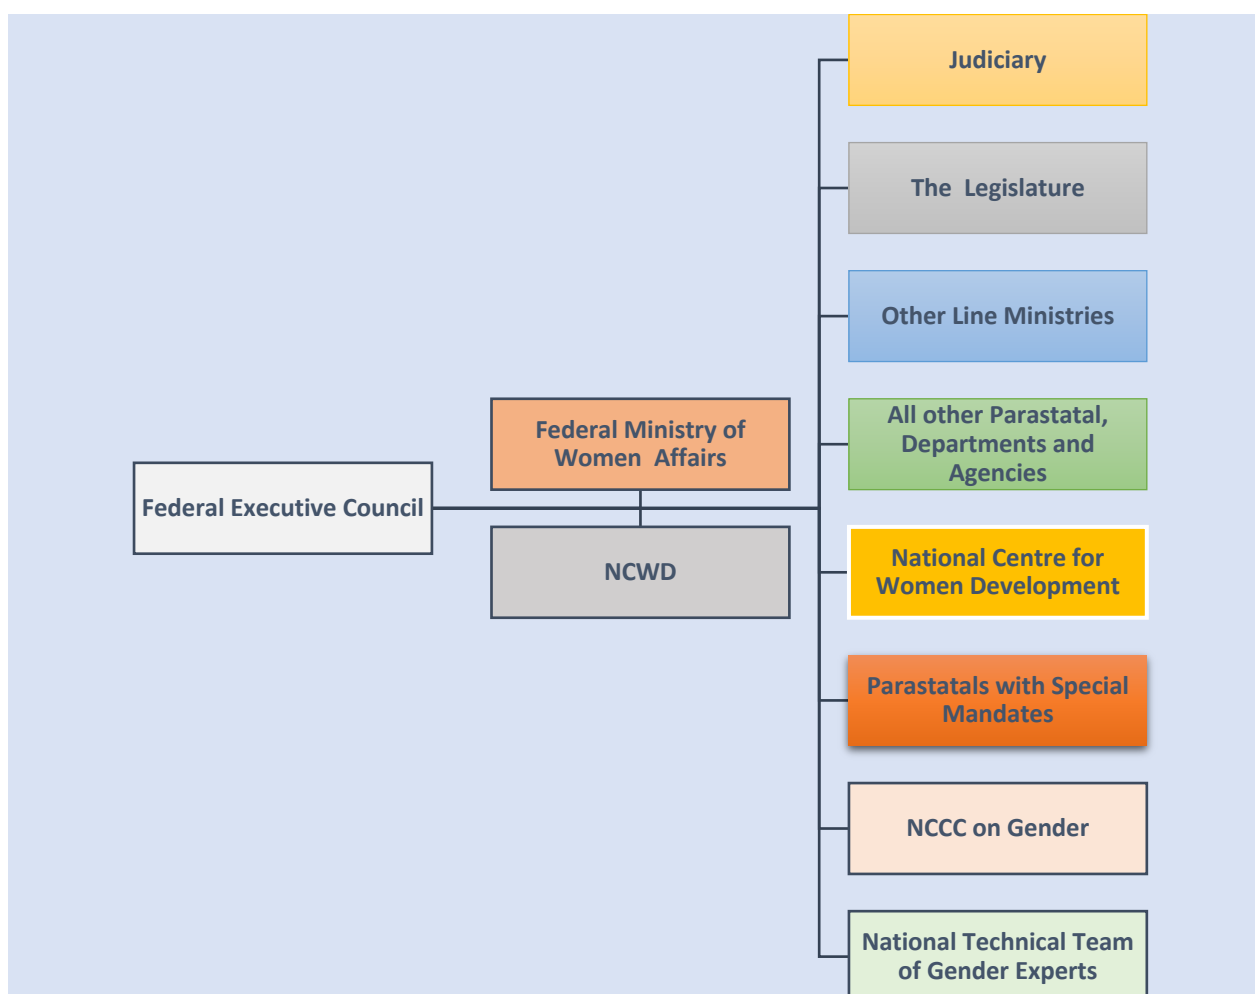 Judiciary
The  Legislature
Other Line Ministries
Federal Ministry of
Women  Affairs
All other Parastatal,
Departments and
Agencies
Federal Executive Council
NCWD
National Centre for
Women Development
Parastatals with Special
Mandates
NCCC on Gender
National Technical Team
of Gender Experts